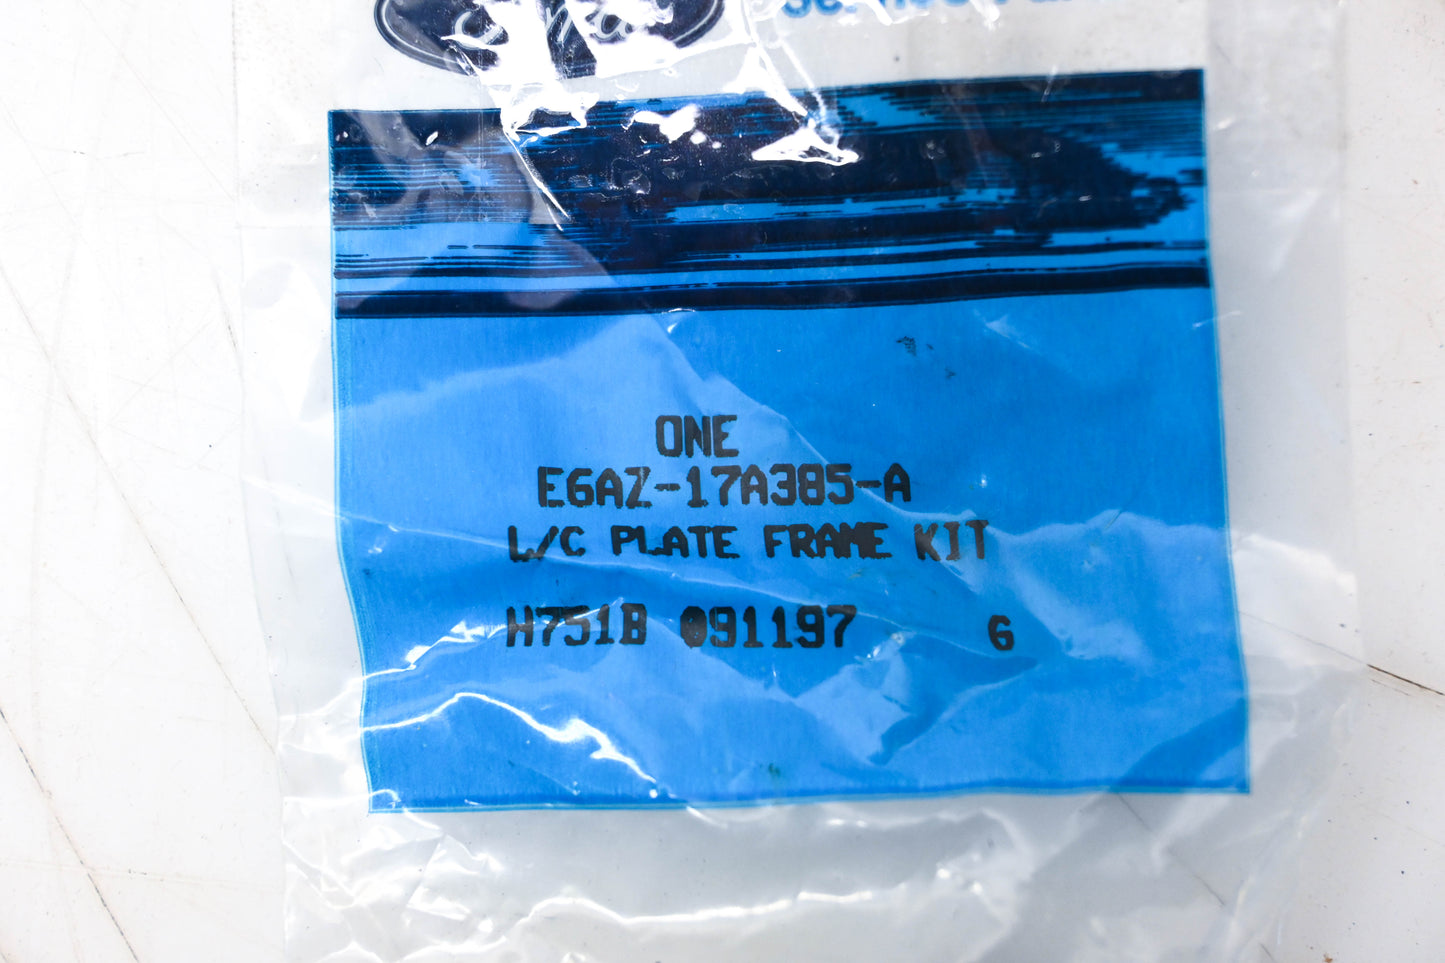 ONE
E6AZ-17A385-A
L/C PLATE FRAME KIT
H751B 091197 6